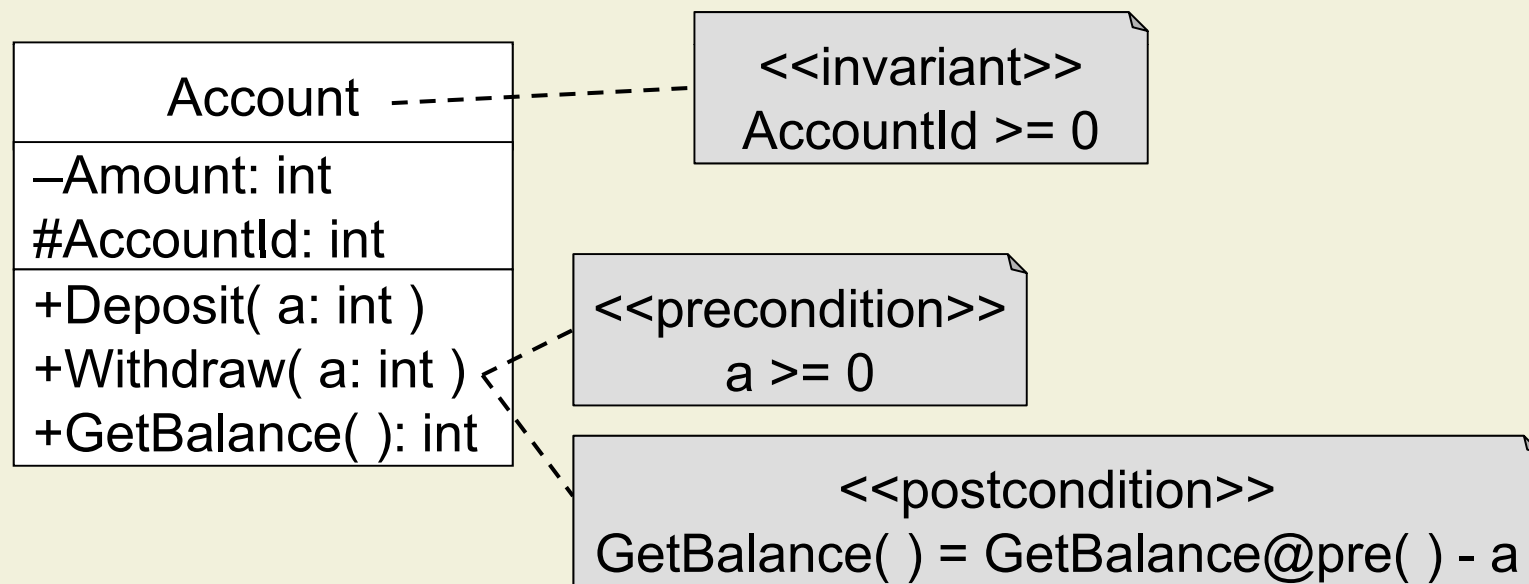 Account
–Amount: int
#AccountId: int
+Deposit( a: int )
+Withdraw( a: int )
+GetBalance( ): int
<<invariant>>
AccountId >= 0
<<precondition>>
a >= 0
<<postcondition>>
GetBalance( ) = GetBalance@pre( ) - a